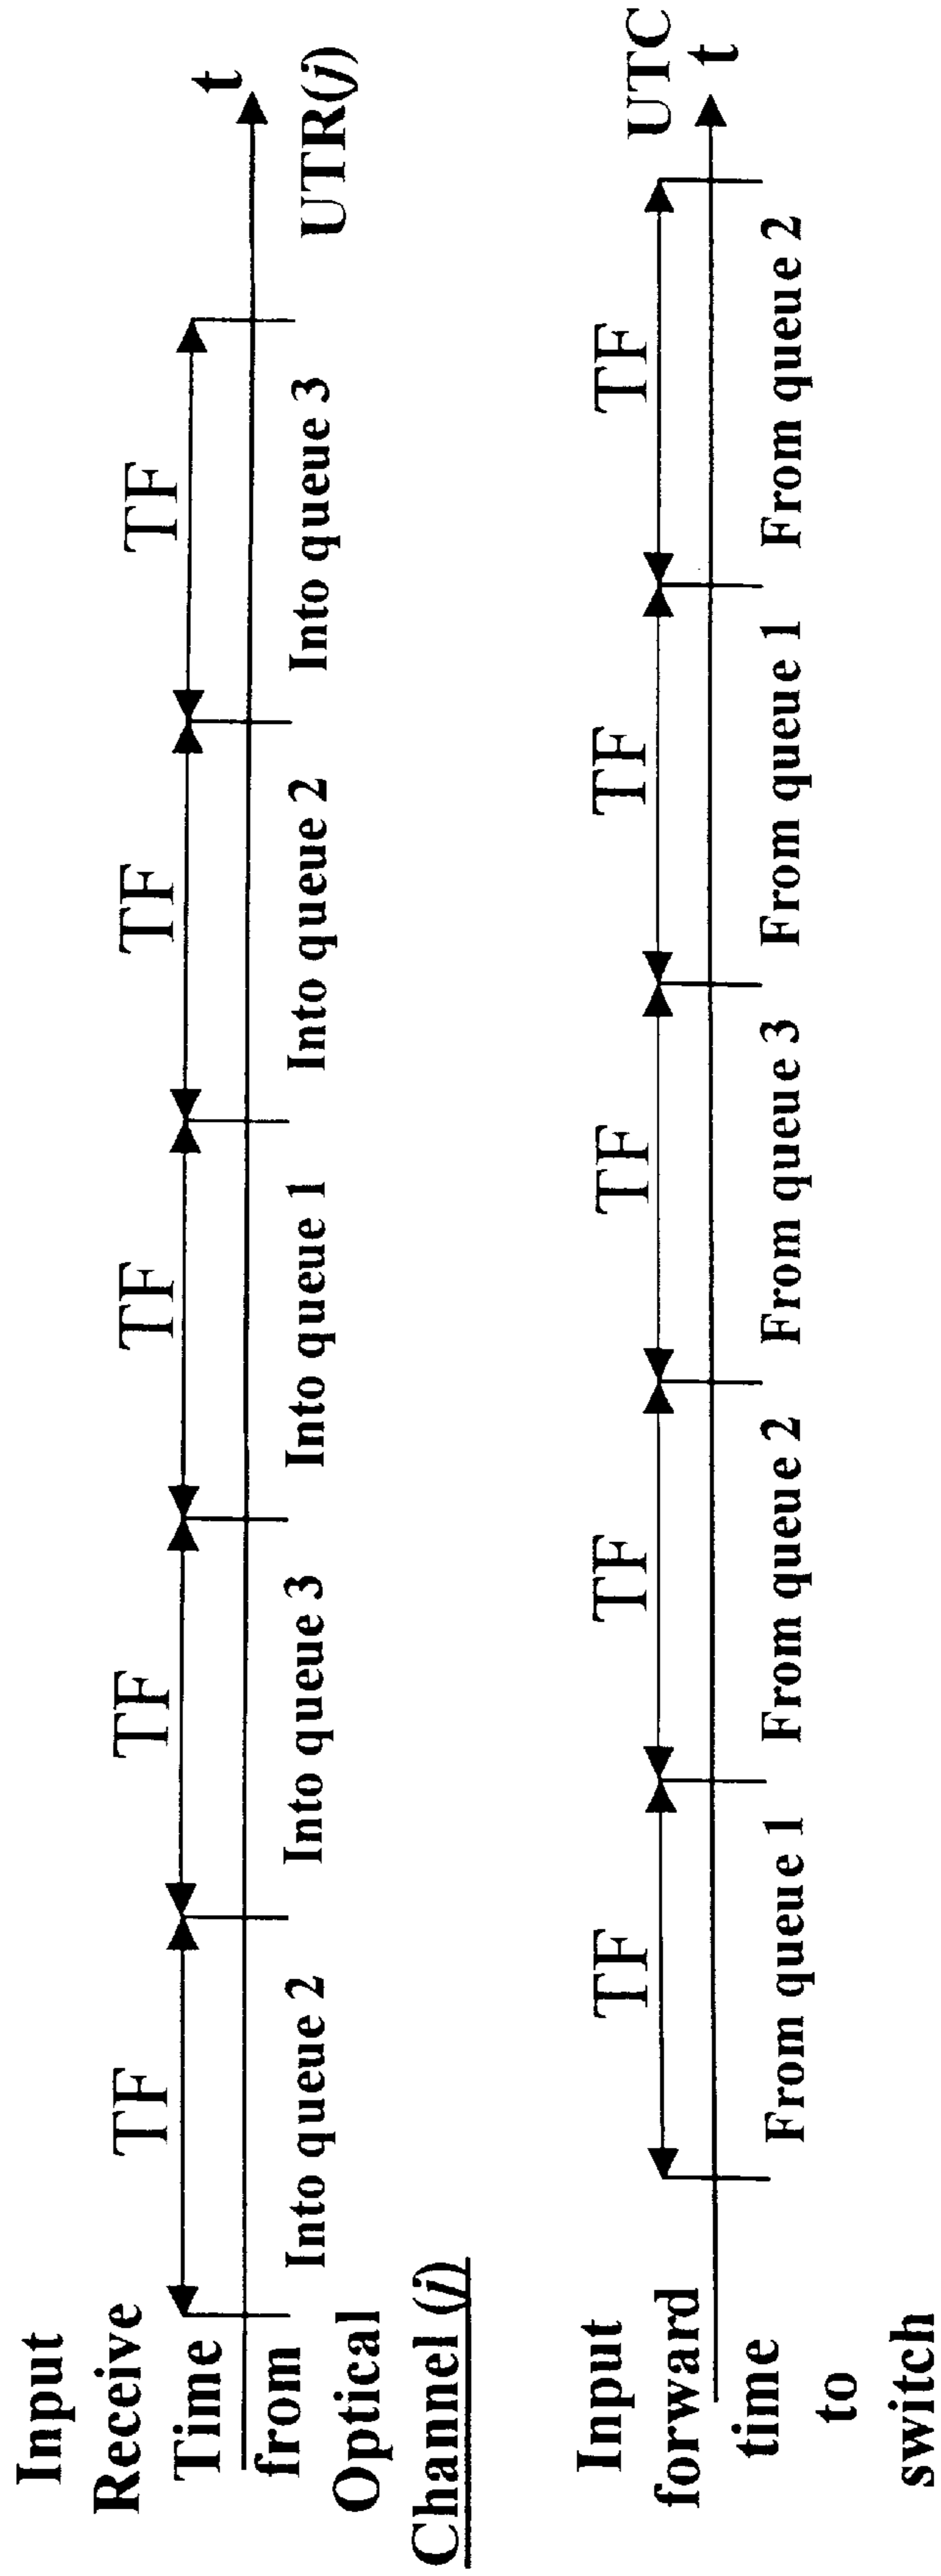 Input
Receive
Time
from
Optical
Channel (j)
TF
TF
TF
TF
TF
t
Into queue 2
Into queue 3
Into queue 1
Into queue 2
Into queue 3
UTR(j)
Input
forward
time
to
switch
TF
TF
TF
TF
TF
UTC
t
From queue 1
From queue 2
From queue 3
From queue 1
From queue 2